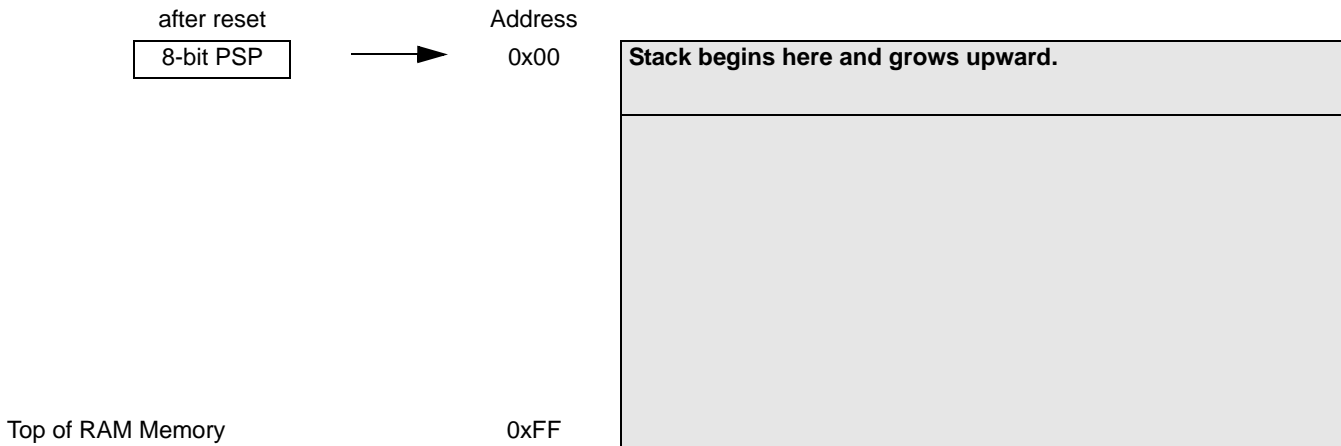 after reset Address
8-bit PSP 0x00 Stack begins here and grows upward.
Top of RAM Memory 0xFF